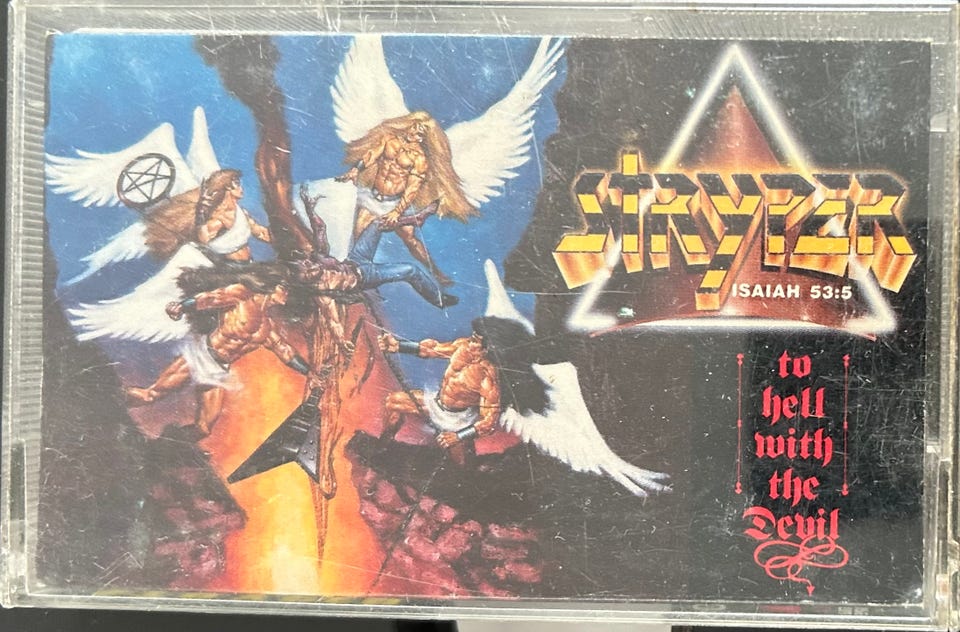 STRYPER
ISAIAH 53:5
to
hell
with
the
Devil